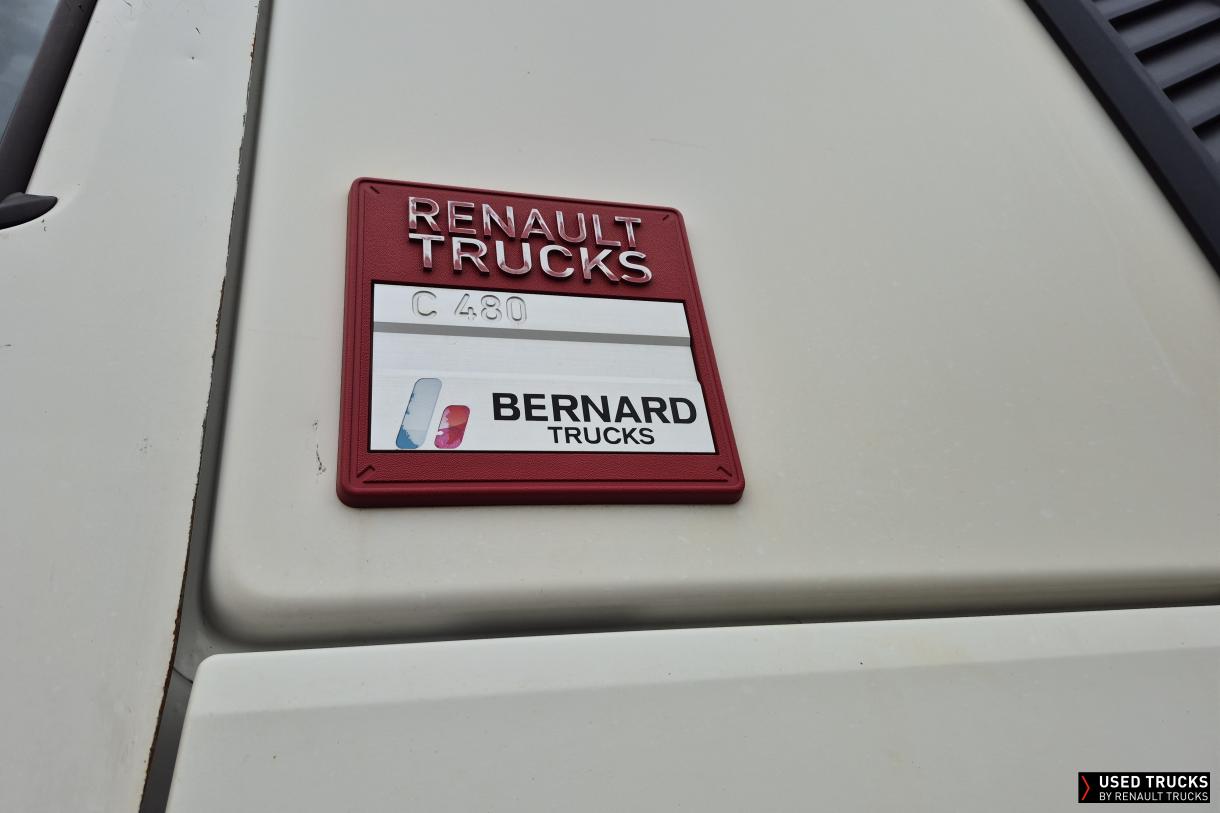 RENAULT
TRUCKS
C 480
BERNARD
TRUCKS
USED TRUCKS
BY RENAULT TRUCKS